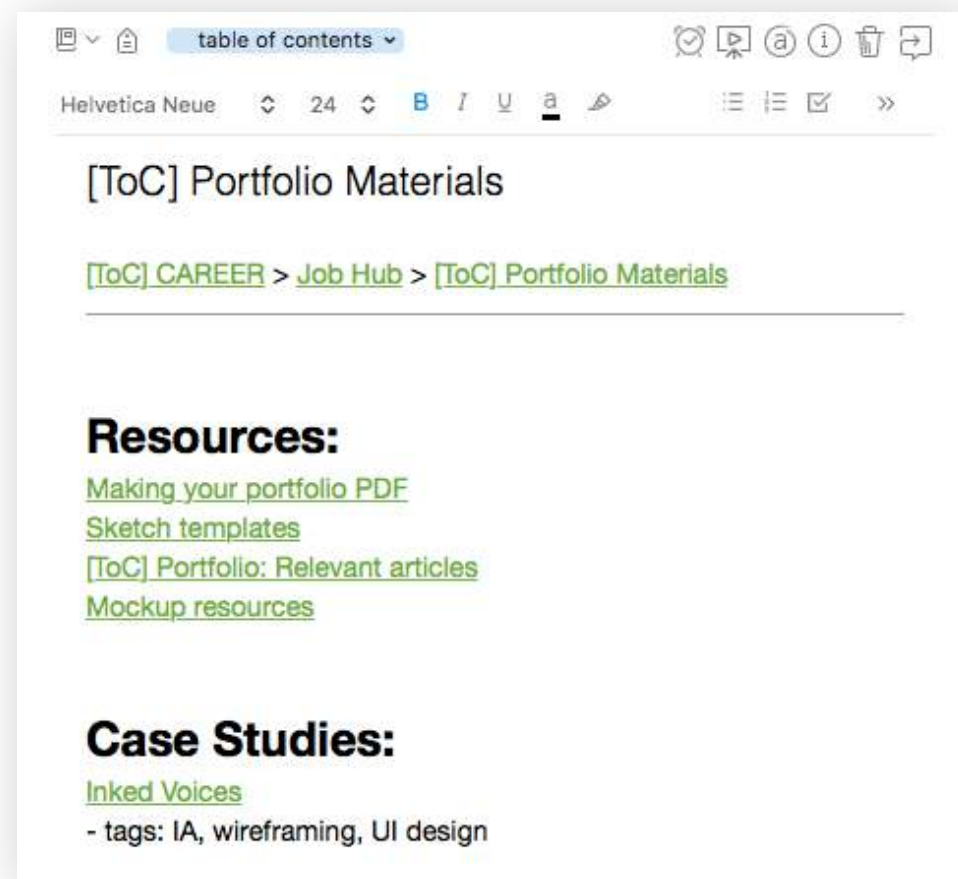 table of contents
Helvetica Neue 24 B I U a
[ToC] Portfolio Materials
[ToC] CAREER > Job Hub > [ToC] Portfolio Materials
Resources:
Making your portfolio PDF
Sketch templates
[ToC] Portfolio: Relevant articles
Mockup resources
Case Studies:
Inked Voices
- tags: IA, wireframing, UI design